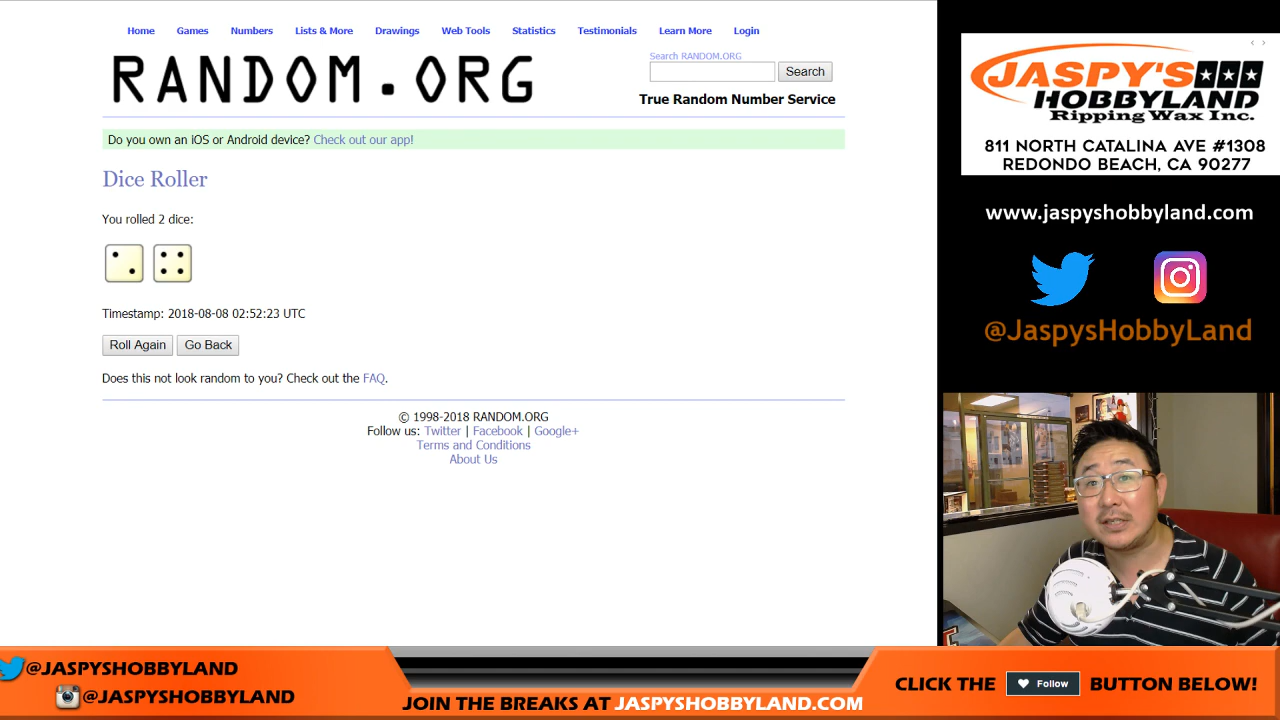 Home Games Numbers Lists & More Drawings Web Tools Statistics Testimonials Learn More Login
RANDOM.ORG
Search RANDOM.ORG
Search
True Random Number Service
Do you own an iOS or Android device? Check out our app!
Dice Roller
You rolled 2 dice:
Timestamp: 2018-08-08 02:52:23 UTC
Roll Again Go Back
Does this not look random to you? Check out the FAQ.
© 1998-2018 RANDOM.ORG
Follow us: Twitter | Facebook | Google+
Terms and Conditions
About Us
JASPY'S
HOBBYLAND
Ripping Wax Inc.
811 NORTH CATALINA AVE #1308
REDONDO BEACH, CA 90277
www.jaspyshobbyland.com
@JaspysHobbyLand
@JASPYSHOBBYLAND
@JASPYSHOBBYLAND
JOIN THE BREAKS AT JASPYSHOBBYLAND.COM
CLICK THE Follow BUTTON BELOW!